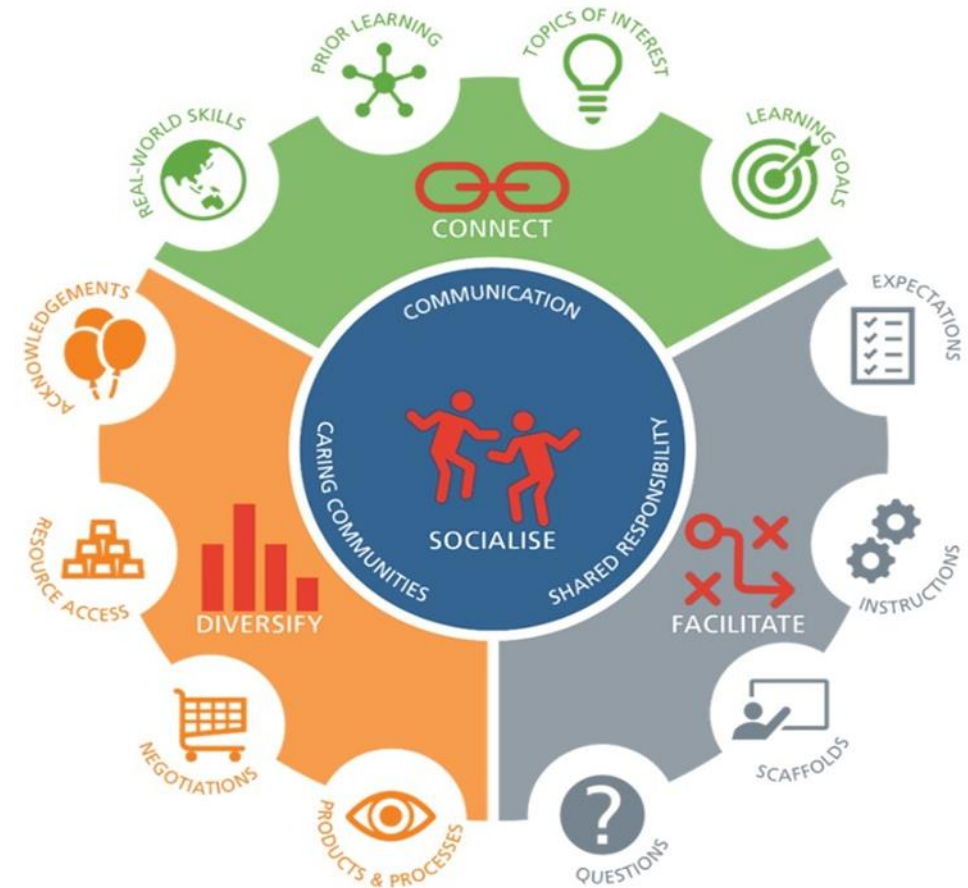 PRIOR LEARNING
TOPICS OF INTEREST
REAL-WORLD SKILLS
LEARNING GOALS
CONNECT
ACKNOWLEDGEMENTS
EXPECTATIONS
COMMUNICATION
CARING COMMUNITIES
SHARED RESPONSIBILITY
SOCIALISE
RESOURCE ACCESS
DIVERSIFY
FACILITATE
INSTRUCTIONS
NEGOTIATIONS
SCAFFOLDS
PRODUCTS & PROCESSES
?
QUESTIONS